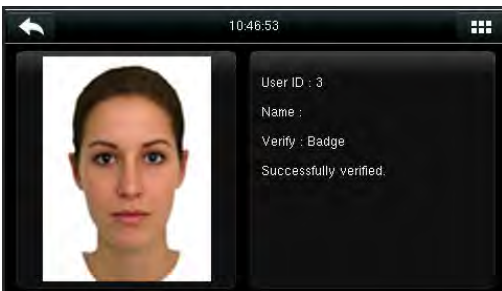 10:46:53
User ID : 3
Name :
Verify : Badge
Successfully verified.